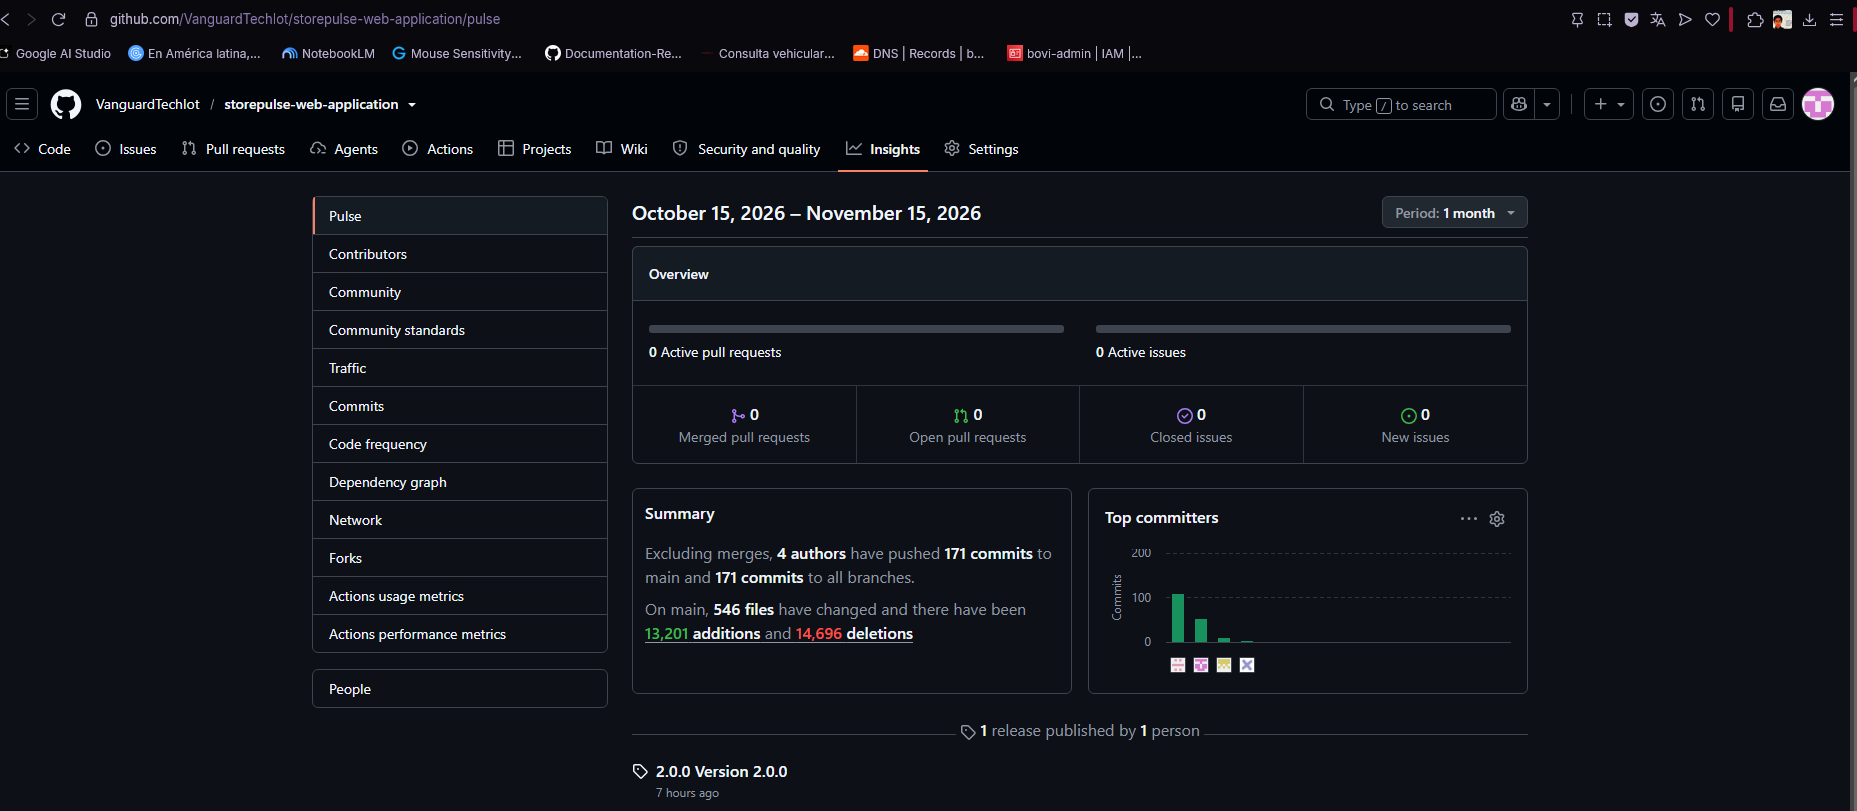 github.com/VanguardTechIot/storepulse-web-application/pulse
Google AI Studio
En América latina,...
NotebookLM
Mouse Sensitivity...
Documentation-Re...
Consulta vehicular...
DNS | Records | b...
bovi-admin | IAM |...
VanguardTechIot / storepulse-web-application
Type / to search
Code
Issues
Pull requests
Agents
Actions
Projects
Wiki
Security and quality
Insights
Settings
Pulse
Contributors
Community
Community standards
Traffic
Commits
Code frequency
Dependency graph
Network
Forks
Actions usage metrics
Actions performance metrics
People
October 15, 2026 – November 15, 2026
Period: 1 month
Overview
0 Active pull requests
0 Active issues
0
Merged pull requests
0
Open pull requests
0
Closed issues
0
New issues
Summary
Excluding merges, 4 authors have pushed 171 commits to
main and 171 commits to all branches.
On main, 546 files have changed and there have been
13,201 additions and 14,696 deletions
Top committers
Commits
200
100
0
1 release published by 1 person
2.0.0 Version 2.0.0
7 hours ago